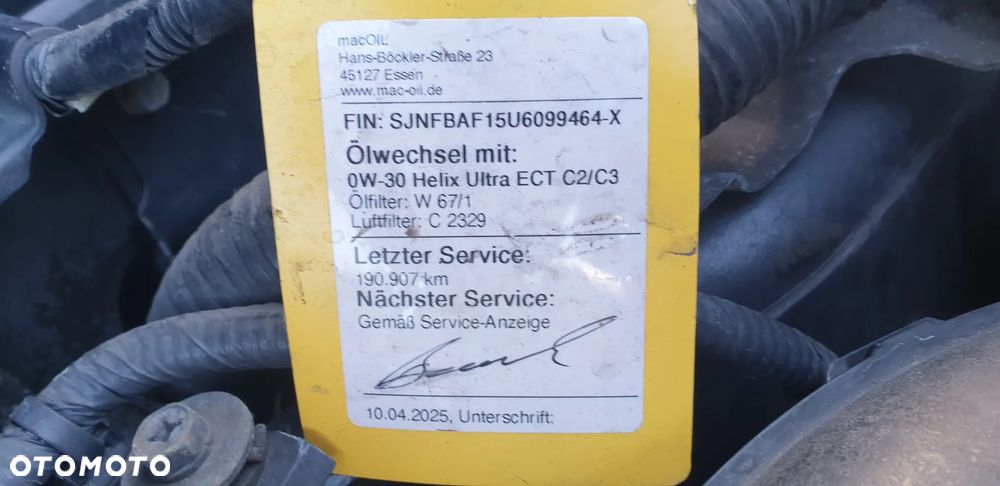 macOIL
Hans-Böckler-Straße 23
45127 Essen
www.mac-oil.de
FIN: SJNFBAF15U6099464-X
Ölwechsel mit:
0W-30 Helix Ultra ECT C2/C3
Ölfilter: W 67/1
Luftfilter: C 2329
Letzter Service:
190.907 km
Nächster Service:
Gemäß Service-Anzeige
10.04.2025, Unterschrift:
OTOMOTO